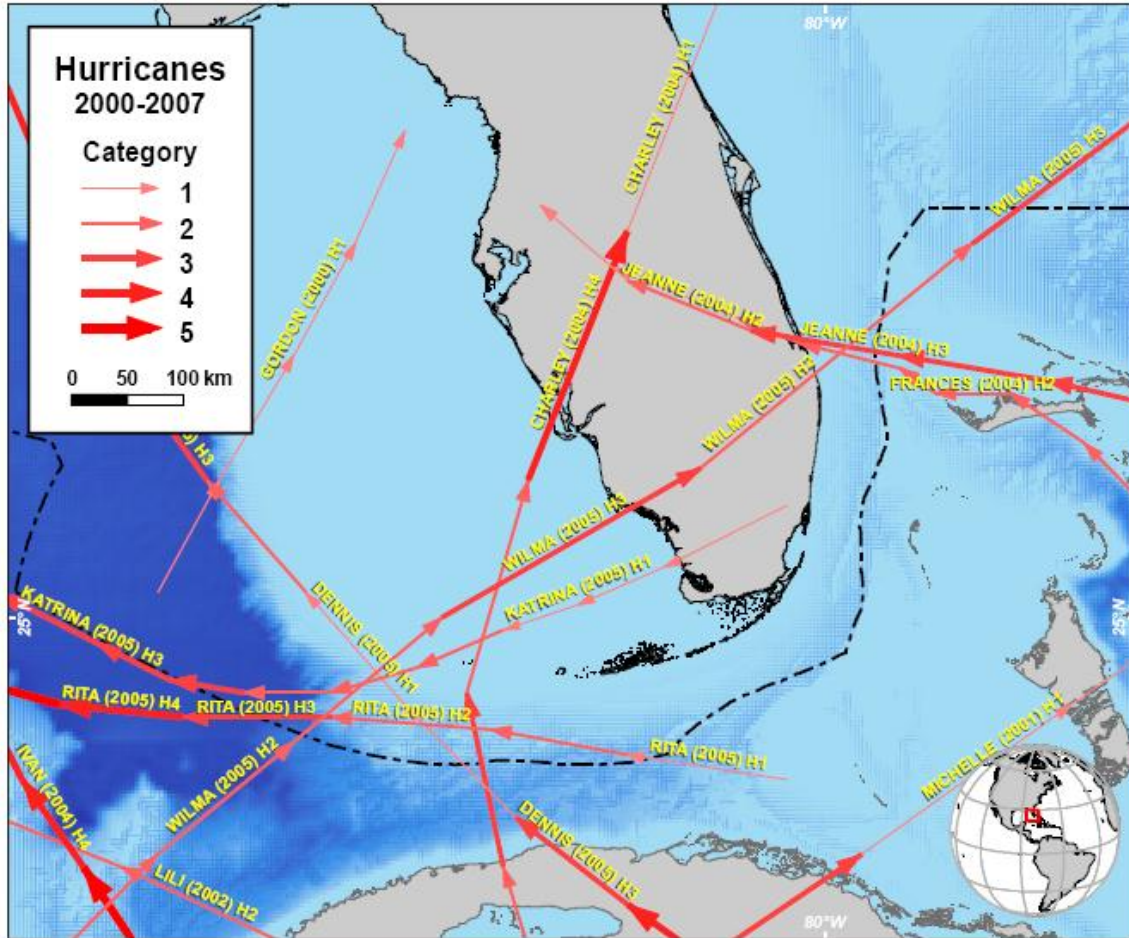 Hurricanes
2000-2007
Category
1
2
3
4
5
0 50 100 km
80°W
CHARLEY (2004) H1
CHARLEY (2004) H1
WILMA (2005) H3
GORDON (2000) H1
JEANNE (2004) H2
JEANNE (2004) H3
CHARLEY (2004) H4
WILMA (2005) H2
FRANCES (2004) H2
5) H3
WILMA (2005) H3
KATRINA (2005) H1
DENNIS (2005) H1
25°N
25°N
KATRINA (2005) H3
RITA (2005) H4
RITA (2005) H3
RITA (2005) H2
RITA (2005) H1
MICHELLE (2001) H1
IVAN (2004) H4
WILMA (2005) H2
DENNIS (2005) H3
LILI (2002) H2
80°W